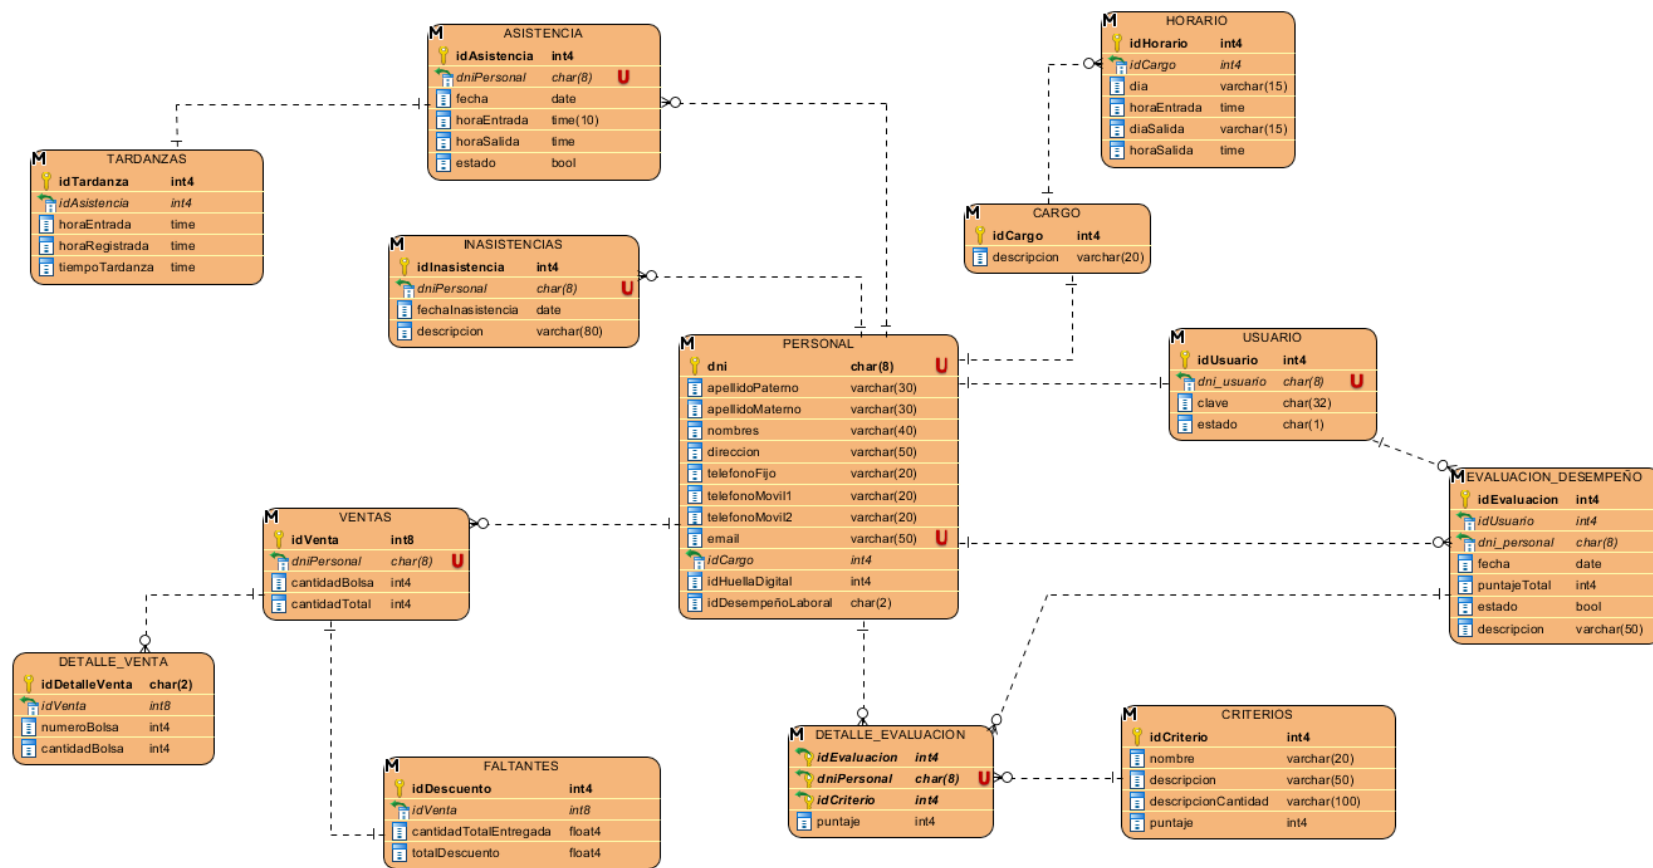 M ASISTENCIA
idAsistencia int4
dniPersonal char(8) U
fecha date
horaEntrada time(10)
horaSalida time
estado bool
M HORARIO
idHorario int4
idCargo int4
dia varchar(15)
horaEntrada time
diaSalida varchar(15)
horaSalida time
M TARDANZAS
idTardanza int4
idAsistencia int4
horaEntrada time
horaRegistrada time
tiempoTardanza time
M INASISTENCIAS
idInasistencia int4
dniPersonal char(8) U
fechaInasistencia date
descripcion varchar(80)
M CARGO
idCargo int4
descripcion varchar(20)
M PERSONAL
dni char(8) U
apellidoPaterno varchar(30)
apellidoMaterno varchar(30)
nombres varchar(40)
direccion varchar(50)
telefonoFijo varchar(20)
telefonoMovil1 varchar(20)
telefonoMovil2 varchar(20)
email varchar(50) U
idCargo int4
idHuellaDigital int4
idDesempeñoLaboral char(2)
M USUARIO
idUsuario int4
dni_usuario char(8) U
clave char(32)
estado char(1)
M EVALUACION_DESEMPEÑO
idEvaluacion int4
idUsuario int4
dni_personal char(8)
fecha date
puntajeTotal int4
estado bool
descripcion varchar(50)
M VENTAS
idVenta int8
dniPersonal char(8) U
cantidadBolsa int4
cantidadTotal int4
DETALLE_VENTA
idDetalleVenta char(2)
idVenta int8
numeroBolsa int4
cantidadBolsa int4
M FALTANTES
idDescuento int4
idVenta int8
cantidadTotalEntregada float4
totalDescuento float4
M DETALLE_EVALUACION
idEvaluacion int4
dniPersonal char(8) U
idCriterio int4
puntaje int4
M CRITERIOS
idCriterio int4
nombre varchar(20)
descripcion varchar(50)
descripcionCantidad varchar(100)
puntaje int4